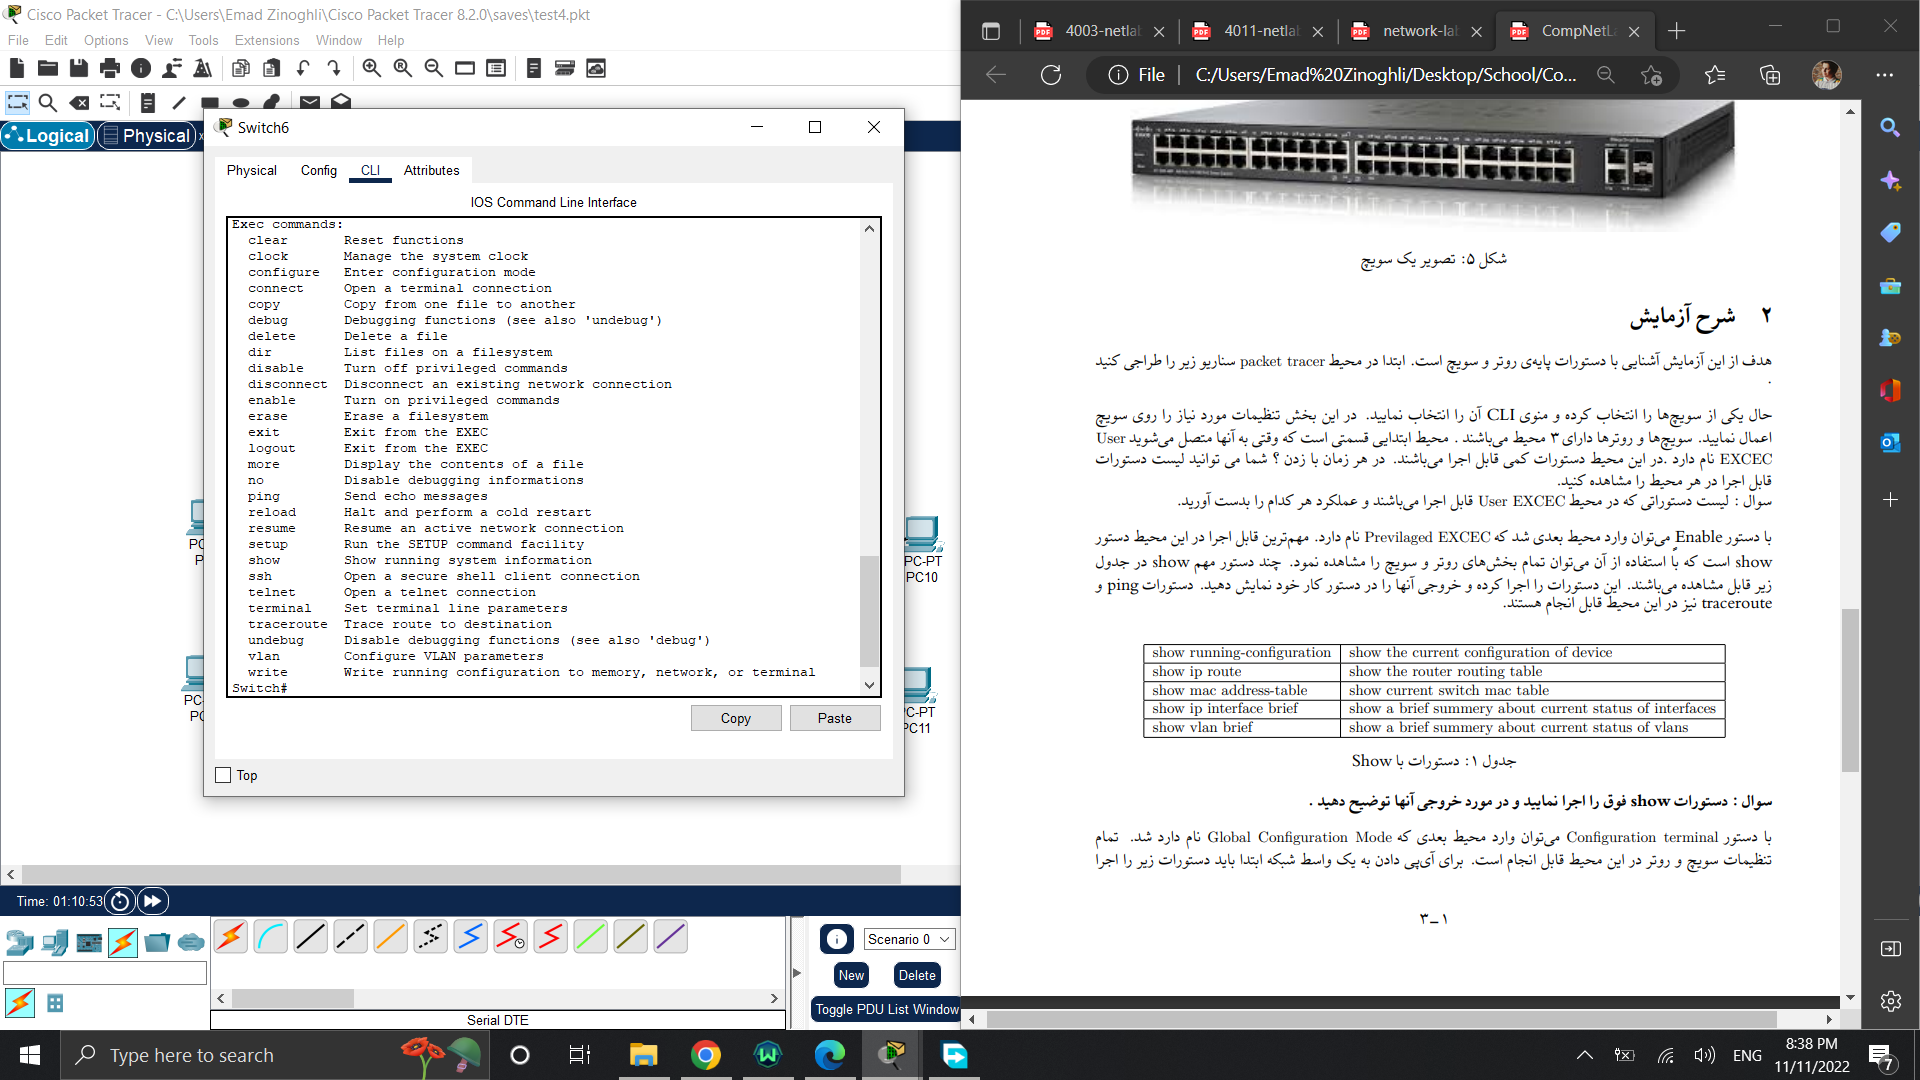 Cisco Packet Tracer - C:\Users\Emad Zinoghli\Cisco Packet Tracer 8.2.0\saves\test4.pkt
File Edit Options View Tools Extensions Window Help
Logical Physical
Switch6
Physical Config CLI Attributes
IOS Command Line Interface
Exec commands:
clear Reset functions
clock Manage the system clock
configure Enter configuration mode
connect Open a terminal connection
copy Copy from one file to another
debug Debugging functions (see also 'undebug')
delete Delete a file
dir List files on a filesystem
disable Turn off privileged commands
disconnect Disconnect an existing network connection
enable Turn on privileged commands
erase Erase a filesystem
exit Exit from the EXEC
logout Exit from the EXEC
more Display the contents of a file
no Disable debugging informations
ping Send echo messages
reload Halt and perform a cold restart
resume Resume an active network connection
setup Run the SETUP command facility
show Show running system information
ssh Open a secure shell client connection
telnet Open a telnet connection
terminal Set terminal line parameters
traceroute Trace route to destination
undebug Disable debugging functions (see also 'debug')
vlan Configure VLAN parameters
write Write running configuration to memory, network, or terminal
Switch#
Copy Paste
Top
PC-PT
PC10
PC-PT
PC11
Time: 01:10:53
Scenario 0
New Delete
Toggle PDU List Window
Serial DTE
4003-netlab
4011-netlab
network-lab
CompNetLa
File C:/Users/Emad%20Zinoghli/Desktop/School/Co...
شکل ۵: تصویر یک سویچ
۲ شرح آزمایش
هدف از این آزمایش آشنایی با دستورات پایه‌ی روتر و سویچ است. ابتدا در محیط packet tracer سناریو زیر را طراجی کنید
.
حال یکی از سویچ‌ها را انتخاب کرده و منوی CLI آن را انتخاب نمایید. در این بخش تنظیمات مورد نیاز را روی سویچ
اعمال نمایید. سویچ‌ها و روترها دارای ۳ محیط می‌باشند . محیط ابتدایی قسمتی است که وقتی به آنها متصل می‌شوید User
EXCEC نام دارد .در این محیط دستورات کمی قابل اجرا می‌باشند. در هر زمان با زدن ؟ شما می توانید لیست دستورات
قابل اجرا در هر محیط را مشاهده کنید.
سوال : لیست دستوراتی که در محیط User EXCEC قابل اجرا می‌باشند و عملکرد هر کدام را بدست آورید.
با دستور Enable می‌توان وارد محیط بعدی شد که Previlaged EXCEC نام دارد. مهم‌ترین قابل اجرا در این محیط دستور
show است که با استفاده از آن می‌توان تمام بخش‌های روتر و سویچ را مشاهده نمود. چند دستور مهم show در جدول
زیر قابل مشاهده می‌باشند. این دستورات را اجرا کرده و خروجی آنها را در دستور کار خود نمایش دهید. دستورات ping و
traceroute نیز در این محیط قابل انجام هستند.
show running-configuration show the current configuration of device
show ip route show the router routing table
show mac address-table show current switch mac table
show ip interface brief show a brief summery about current status of interfaces
show vlan brief show a brief summery about current status of vlans
جدول ۱: دستورات با Show
سوال : دستورات show فوق را اجرا نمایید و در مورد خروجی آنها توضیح دهید .
با دستور Configuration terminal می‌توان وارد محیط بعدی که Global Configuration Mode نام دارد شد. تمام
تنظیمات سویچ و روتر در این محیط قابل انجام است. برای آی‌پی دادن به یک واسط شبکه ابتدا باید دستورات زیر را اجرا
۳-۱
Type here to search
ENG
8:38 PM
11/11/2022
7